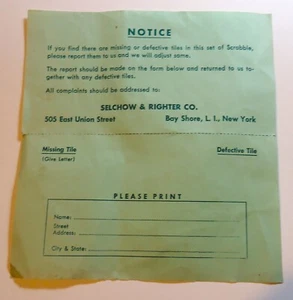 NOTICE
If you find there are missing or defective tiles in this set of Scrabble,
please report them to us and we will adjust same.
The report should be made on the form below and returned to us to-
gether with any defective tiles.
All complaints should be addressed to:
SELCHOW & RIGHTER CO.
505 East Union Street Bay Shore, L. I., New York
Missing Tile Defective Tile
(Give Letter)
PLEASE PRINT
Name:
Street
Address:
City & State: